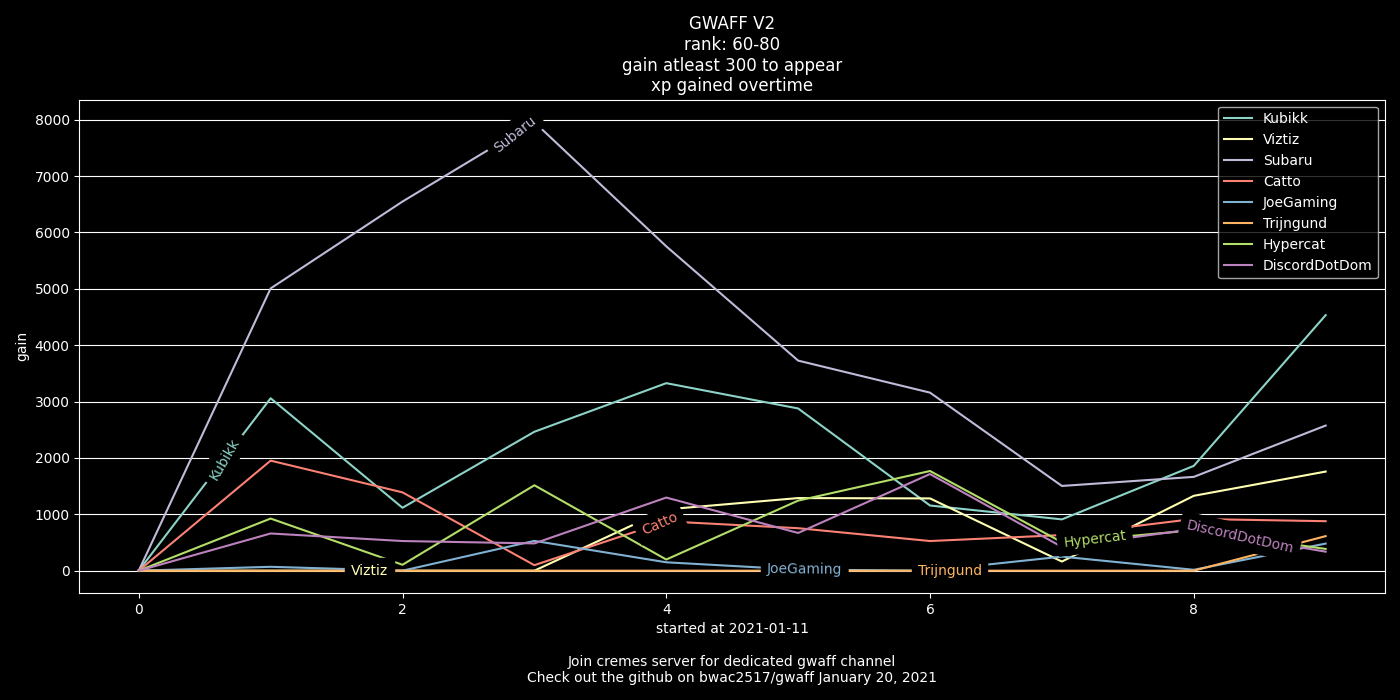 GWAFF V2
rank: 60-80
gain atleast 300 to appear
xp gained overtime
8000
7000
6000
5000
4000
3000
2000
1000
0
gain
Kubikk
Viztiz
Subaru
Catto
JoeGaming
Trijngund
Hypercat
DiscordDotDom
Subaru
Kubikk
Catto
Viztiz
JoeGaming
Trijngund
Hypercat
DiscordDotDom
0
2
4
6
8
started at 2021-01-11
Join cremes server for dedicated gwaff channel
Check out the github on bwac2517/gwaff January 20, 2021